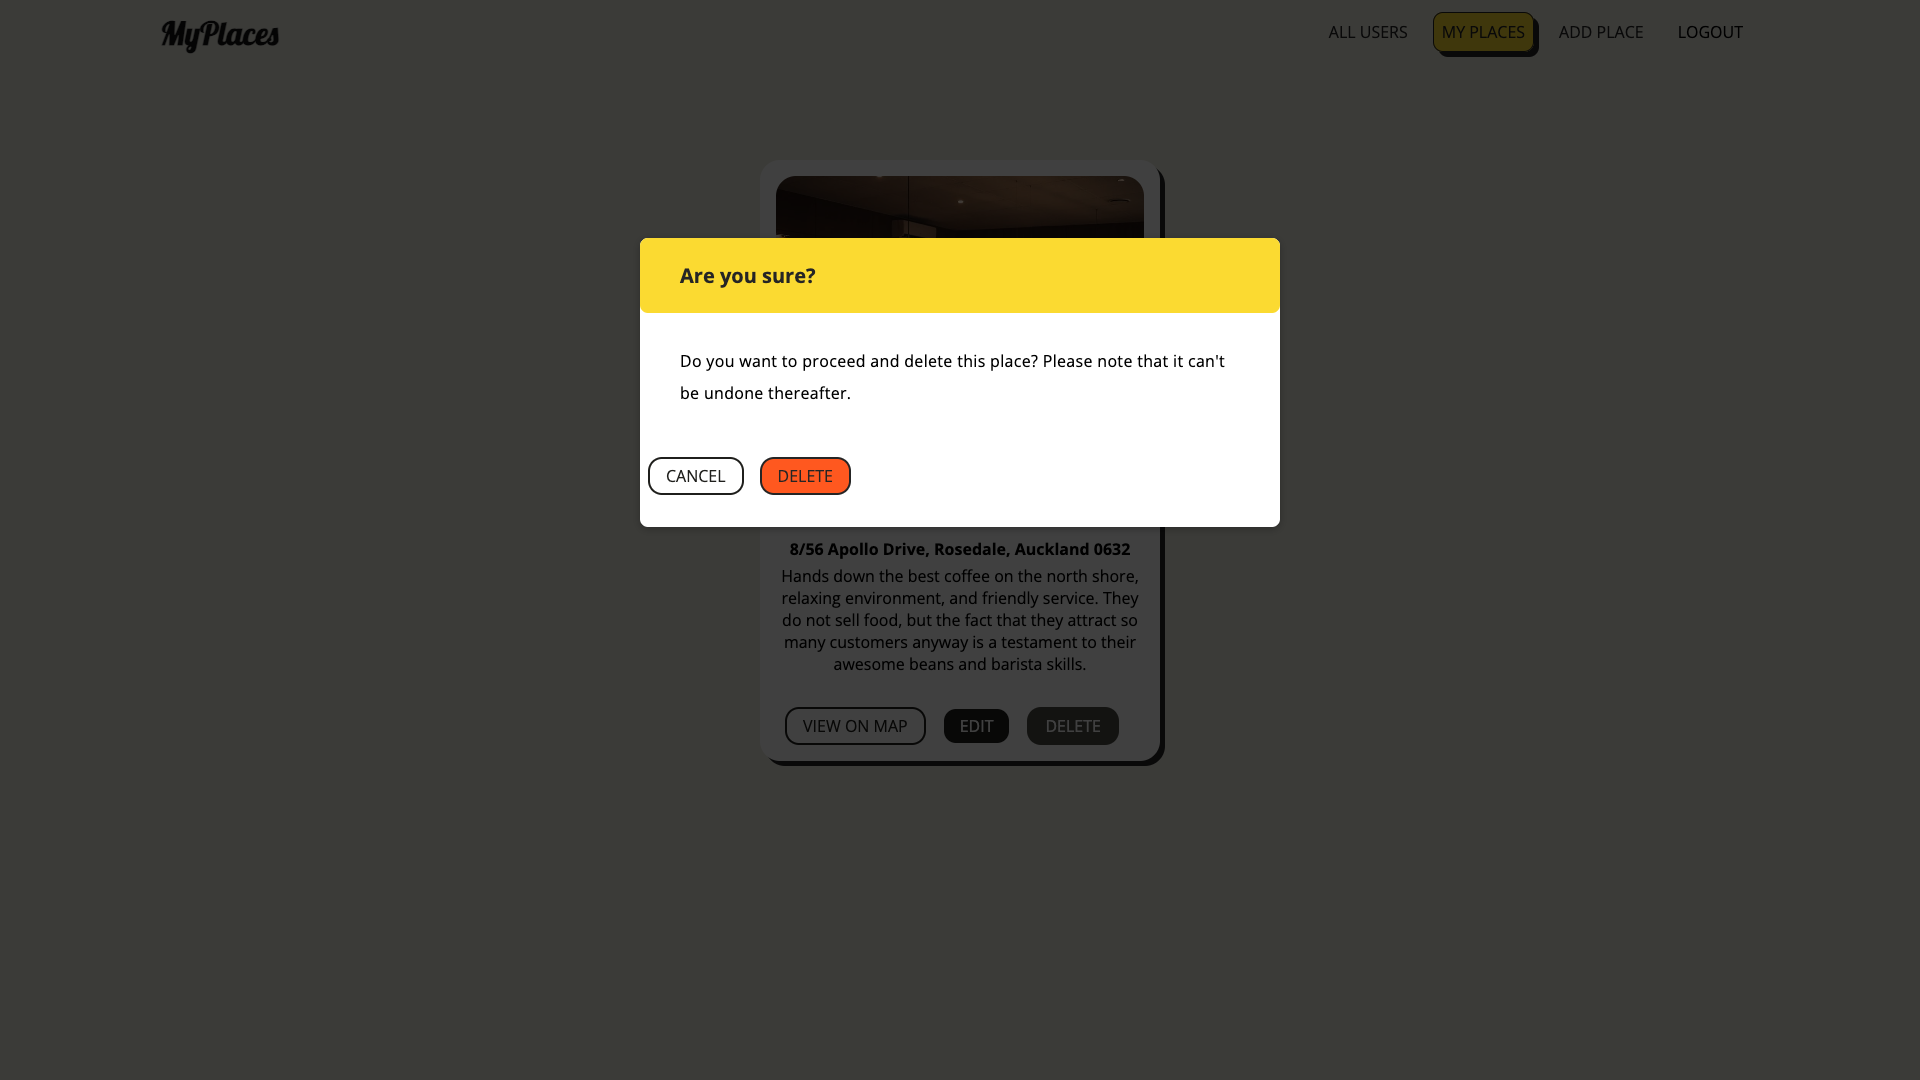 MyPlaces
ALL USERS
MY PLACES
ADD PLACE
LOGOUT
Are you sure?
Do you want to proceed and delete this place? Please note that it can't
be undone thereafter.
CANCEL
DELETE
8/56 Apollo Drive, Rosedale, Auckland 0632
Hands down the best coffee on the north shore,
relaxing environment, and friendly service. They
do not sell food, but the fact that they attract so
many customers anyway is a testament to their
awesome beans and barista skills.
VIEW ON MAP
EDIT
DELETE